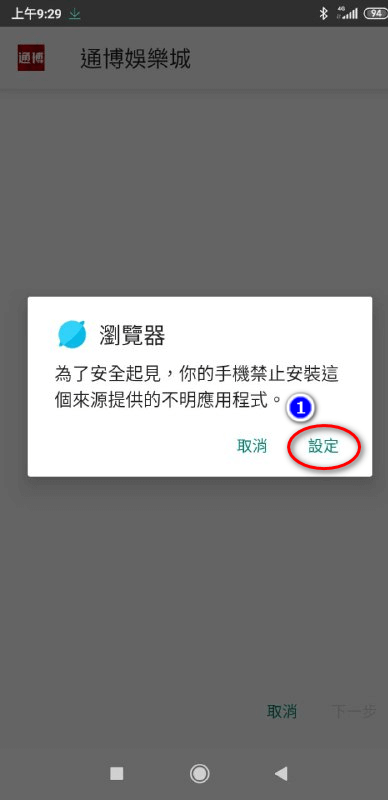 上午9:29
4G
94
通博
通博娛樂城
瀏覽器
為了安全起見，你的手機禁止安裝這
個來源提供的不明應用程式。
1
取消
設定
取消
下一步